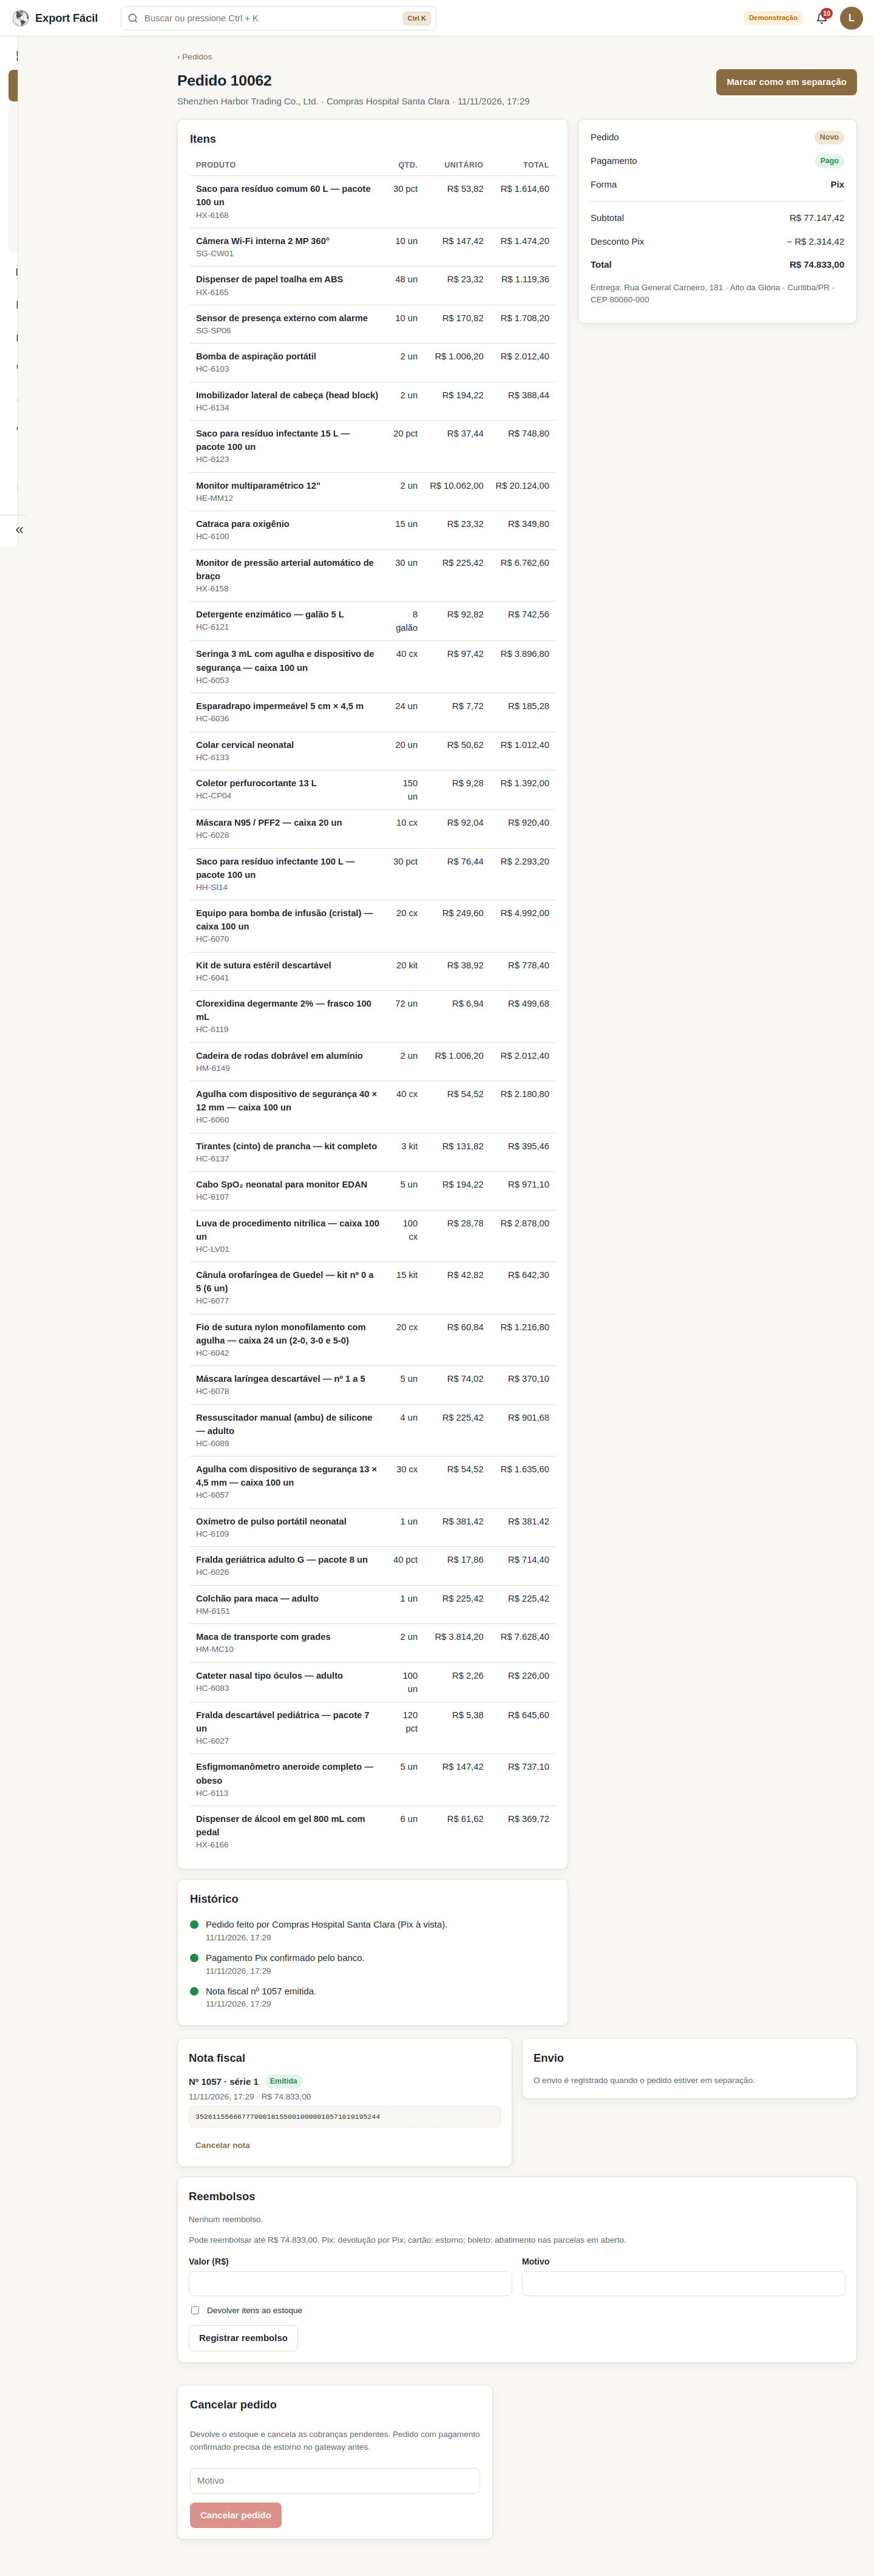 Export Fácil
Buscar ou pressione Ctrl + K
Ctrl K
Demonstração
10
L
‹ Pedidos
Pedido 10062
Marcar como em separação
Shenzhen Harbor Trading Co., Ltd. · Compras Hospital Santa Clara · 11/11/2026, 17:29
Itens
PRODUTO QTD. UNITÁRIO TOTAL
Saco para resíduo comum 60 L — pacote 30 pct R$ 53,82 R$ 1.614,60
100 un
HX-6168
Câmera Wi-Fi interna 2 MP 360° 10 un R$ 147,42 R$ 1.474,20
SG-CW01
Dispenser de papel toalha em ABS 48 un R$ 23,32 R$ 1.119,36
HX-6165
Sensor de presença externo com alarme 10 un R$ 170,82 R$ 1.708,20
SG-SP06
Bomba de aspiração portátil 2 un R$ 1.006,20 R$ 2.012,40
HC-6103
Imobilizador lateral de cabeça (head block) 2 un R$ 194,22 R$ 388,44
HC-6134
Saco para resíduo infectante 15 L — 20 pct R$ 37,44 R$ 748,80
pacote 100 un
HC-6123
Monitor multiparamétrico 12" 2 un R$ 10.062,00 R$ 20.124,00
HE-MM12
Catraca para oxigênio 15 un R$ 23,32 R$ 349,80
HC-6100
Monitor de pressão arterial automático de 30 un R$ 225,42 R$ 6.762,60
braço
HX-6158
Detergente enzimático — galão 5 L 8 R$ 92,82 R$ 742,56
HC-6121 galão
Seringa 3 mL com agulha e dispositivo de 40 cx R$ 97,42 R$ 3.896,80
segurança — caixa 100 un
HC-6053
Esparadrapo impermeável 5 cm × 4,5 m 24 un R$ 7,72 R$ 185,28
HC-6036
Colar cervical neonatal 20 un R$ 50,62 R$ 1.012,40
HC-6133
Coletor perfurocortante 13 L 150 R$ 9,28 R$ 1.392,00
HC-CP04 un
Máscara N95 / PFF2 — caixa 20 un 10 cx R$ 92,04 R$ 920,40
HC-6028
Saco para resíduo infectante 100 L — 30 pct R$ 76,44 R$ 2.293,20
pacote 100 un
HH-SI14
Equipo para bomba de infusão (cristal) — 20 cx R$ 249,60 R$ 4.992,00
caixa 100 un
HC-6070
Kit de sutura estéril descartável 20 kit R$ 38,92 R$ 778,40
HC-6041
Clorexidina degermante 2% — frasco 100 72 un R$ 6,94 R$ 499,68
mL
HC-6119
Cadeira de rodas dobrável em alumínio 2 un R$ 1.006,20 R$ 2.012,40
HM-6149
Agulha com dispositivo de segurança 40 × 40 cx R$ 54,52 R$ 2.180,80
12 mm — caixa 100 un
HC-6060
Tirantes (cinto) de prancha — kit completo 3 kit R$ 131,82 R$ 395,46
HC-6137
Cabo SpO₂ neonatal para monitor EDAN 5 un R$ 194,22 R$ 971,10
HC-6107
Luva de procedimento nitrílica — caixa 100 100 R$ 28,78 R$ 2.878,00
un cx
HC-LV01
Cânula orofaríngea de Guedel — kit nº 0 a 15 kit R$ 42,82 R$ 642,30
5 (6 un)
HC-6077
Fio de sutura nylon monofilamento com 20 cx R$ 60,84 R$ 1.216,80
agulha — caixa 24 un (2-0, 3-0 e 5-0)
HC-6042
Máscara laríngea descartável — nº 1 a 5 5 un R$ 74,02 R$ 370,10
HC-6078
Ressuscitador manual (ambu) de silicone 4 un R$ 225,42 R$ 901,68
— adulto
HC-6089
Agulha com dispositivo de segurança 13 × 30 cx R$ 54,52 R$ 1.635,60
4,5 mm — caixa 100 un
HC-6057
Oxímetro de pulso portátil neonatal 1 un R$ 381,42 R$ 381,42
HC-6109
Fralda geriátrica adulto G — pacote 8 un 40 pct R$ 17,86 R$ 714,40
HC-6026
Colchão para maca — adulto 1 un R$ 225,42 R$ 225,42
HM-6151
Maca de transporte com grades 2 un R$ 3.814,20 R$ 7.628,40
HM-MC10
Cateter nasal tipo óculos — adulto 100 R$ 2,26 R$ 226,00
HC-6083 un
Fralda descartável pediátrica — pacote 7 120 R$ 5,38 R$ 645,60
un pct
HC-6027
Esfigmomanômetro aneroide completo — 5 un R$ 147,42 R$ 737,10
obeso
HC-6113
Dispenser de álcool em gel 800 mL com 6 un R$ 61,62 R$ 369,72
pedal
HX-6166
Pedido Novo
Pagamento Pago
Forma Pix
Subtotal R$ 77.147,42
Desconto Pix − R$ 2.314,42
Total R$ 74.833,00
Entrega: Rua General Carneiro, 181 · Alto da Glória · Curitiba/PR ·
CEP 80060-000
Histórico
Pedido feito por Compras Hospital Santa Clara (Pix à vista).
11/11/2026, 17:29
Pagamento Pix confirmado pelo banco.
11/11/2026, 17:29
Nota fiscal nº 1057 emitida.
11/11/2026, 17:29
Nota fiscal
Nº 1057 · série 1 Emitida
11/11/2026, 17:29 · R$ 74.833,00
35261155666777000181550010000010571019195244
Cancelar nota
Envio
O envio é registrado quando o pedido estiver em separação.
Reembolsos
Nenhum reembolso.
Pode reembolsar até R$ 74.833,00. Pix: devolução por Pix; cartão: estorno; boleto: abatimento nas parcelas em aberto.
Valor (R$) Motivo
Devolver itens ao estoque
Registrar reembolso
Cancelar pedido
Devolve o estoque e cancela as cobranças pendentes. Pedido com pagamento
confirmado precisa de estorno no gateway antes.
Motivo
Cancelar pedido